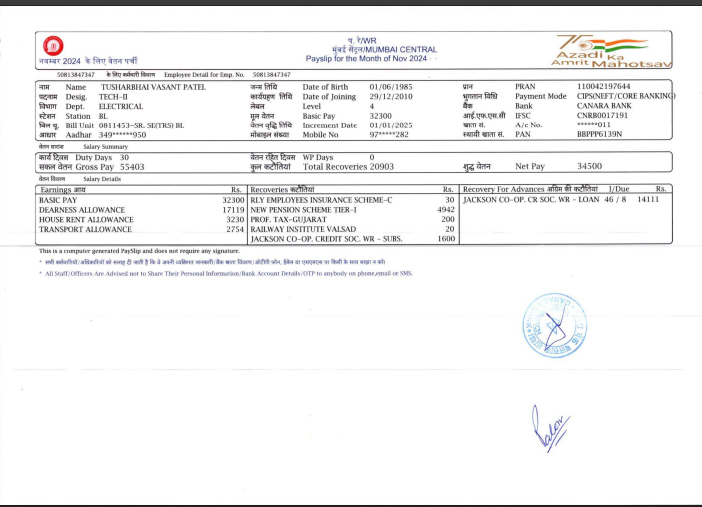 प. रे/WR
मुंबई सेंट्रल/MUMBAI CENTRAL
Payslip for the Month of Nov 2024
Azadi Ka
Amrit Mahotsav
नवम्बर 2024 के लिए वेतन पर्ची
50813847347 के लिए कर्मचारी विवरण Employee Detail for Emp. No. 50813847347
नाम Name TUSHARBHAI VASANT PATEL जन्म तिथि Date of Birth 01/06/1985 प्रान PRAN 110042197644
पदनाम Desig. TECH-II कार्यग्रहण तिथि Date of Joining 29/12/2010 भुगतान विधि Payment Mode CIPS(NEFT/CORE BANKING)
विभाग Dept. ELECTRICAL लेवल Level 4 बैंक Bank CANARA BANK
स्टेशन Station BL मूल वेतन Basic Pay 32300 आई.एफ.एस.सी IFSC CNRB0017191
बिल यू. Bill Unit 0811453-SR. SE(TRS) BL वेतन वृद्धि तिथि Increment Date 01/01/2025 खाता सं. A/c No. ******011
आधार Aadhar 349******950 मोबाइल संख्या Mobile No 97*****282 स्थायी खाता सं. PAN BBPPP6139N
वेतन सारांश Salary Summary
कार्य दिवस Duty Days 30 वेतन रहित दिवस WP Days 0
सकल वेतन Gross Pay 55403 कुल कटौतियां Total Recoveries 20903 शुद्ध वेतन Net Pay 34500
वेतन विवरण Salary Details
Earnings आय Rs. Recoveries कटौतियां Rs. Recovery For Advances अग्रिम की कटौतियां I/Due Rs.
BASIC PAY 32300 RLY EMPLOYEES INSURANCE SCHEME-C 30 JACKSON CO-OP. CR SOC. WR - LOAN 46 / 8 14111
DEARNESS ALLOWANCE 17119 NEW PENSION SCHEME TIER-I 4942
HOUSE RENT ALLOWANCE 3230 PROF. TAX-GUJARAT 200
TRANSPORT ALLOWANCE 2754 RAILWAY INSTITUTE VALSAD 20
JACKSON CO-OP. CREDIT SOC. WR - SUBS. 1600
This is a computer generated PaySlip and does not require any signature.
* सभी कर्मचारियों/अधिकारियों को सलाह दी जाती है कि वे अपनी व्यक्तिगत जानकारी/बैंक खाता विवरण/ओटीपी फोन, ईमेल या एसएमएस पर किसी के साथ साझा न करें।
* All Staff/Officers Are Advised not to Share Their Personal Information/Bank Account Details/OTP to anybody on phone,email or SMS.